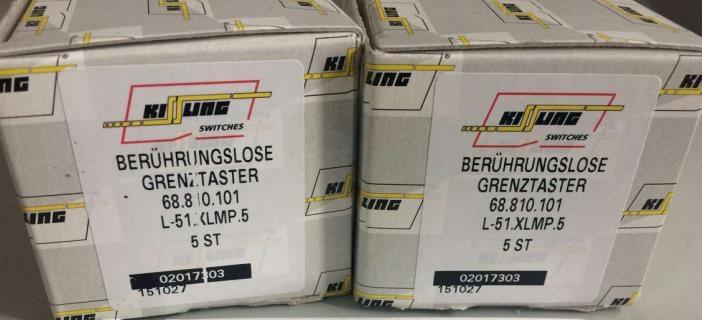 KISSLING
SWITCHES
BERÜHRUNGSLOSE
GRENZTASTER
68.810.101
L-51.XLMP.5
5 ST
02017303
151027
KISSLING
SWITCHES
BERÜHRUNGSLOSE
GRENZTASTER
68.810.101
L-51.XLMP.5
5 ST
02017303
151027